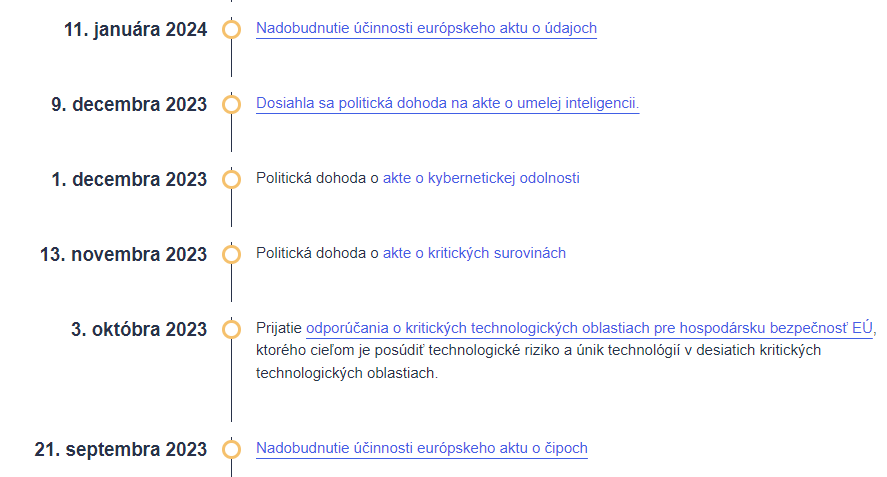 11. januára 2024
Nadobudnutie účinnosti európskeho aktu o údajoch
9. decembra 2023
Dosiahla sa politická dohoda na akte o umelej inteligencii.
1. decembra 2023
Politická dohoda o akte o kybernetickej odolnosti
13. novembra 2023
Politická dohoda o akte o kritických surovinách
3. októbra 2023
Prijatie odporúčania o kritických technologických oblastiach pre hospodársku bezpečnosť EÚ,
ktorého cieľom je posúdiť technologické riziko a únik technológií v desiatich kritických
technologických oblastiach.
21. septembra 2023
Nadobudnutie účinnosti európskeho aktu o čipoch